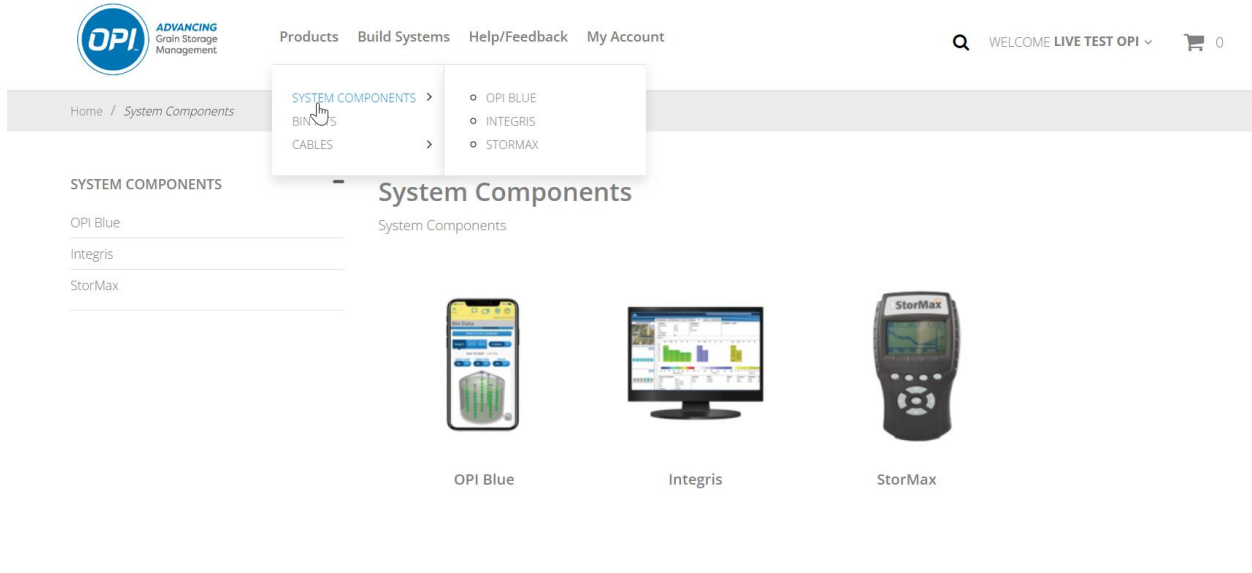 OPI
ADVANCING
Grain Storage
Management
Products Build Systems Help/Feedback My Account
WELCOME LIVE TEST OPI
0
SYSTEM COMPONENTS
CABLES
OPI BLUE
INTEGRIS
STORMAX
Home / System Components
SYSTEM COMPONENTS
OPI Blue
Integris
StorMax
System Components
System Components
StorMax
OPI Blue
Integris
StorMax